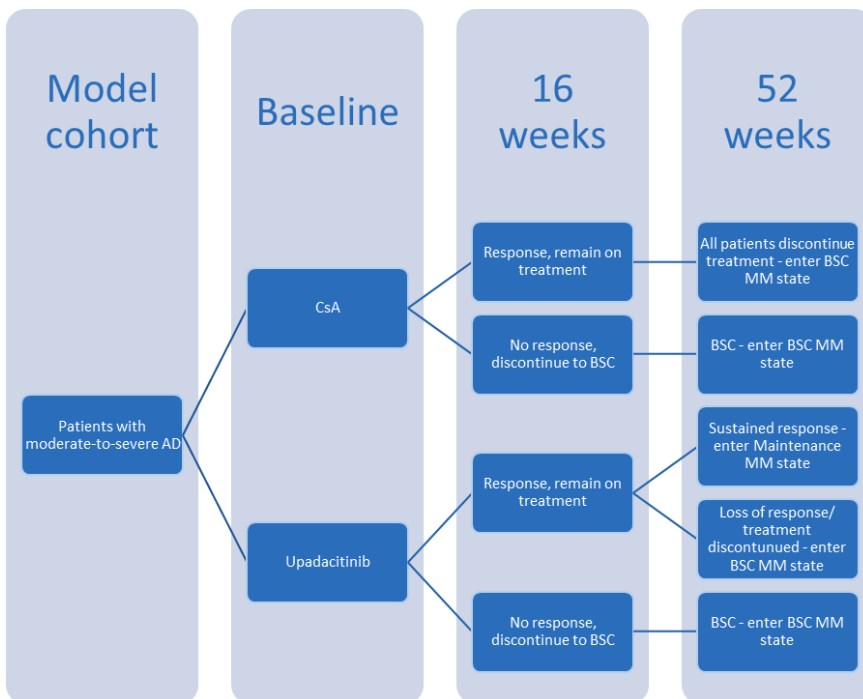 Model
cohort
Baseline
16
weeks
52
weeks
Patients with
moderate-to-severe AD
CsA
Response, remain on
treatment
All patients discontinue
treatment - enter BSC
MM state
No response,
discontinue to BSC
BSC - enter BSC MM
state
Upadacitinib
Response, remain on
treatment
Sustained response -
enter Maintenance
MM state
Loss of response/
treatment
discontunued - enter
BSC MM state
No response,
discontinue to BSC
BSC - enter BSC MM
state